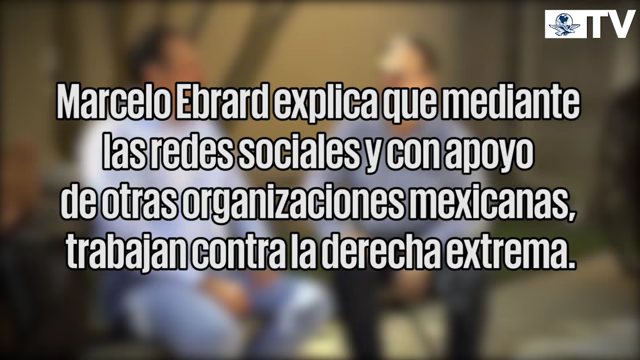 TV
Marcelo Ebrard explica que mediante
las redes sociales y con apoyo
de otras organizaciones mexicanas,
trabajan contra la derecha extrema.